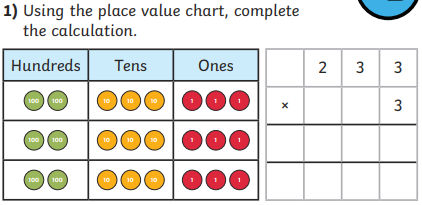 1) Using the place value chart, complete
the calculation.
Hundreds Tens Ones
100 100 10 10 10 1 1 1
100 100 10 10 10 1 1 1
100 100 10 10 10 1 1 1
2 3 3
× 3